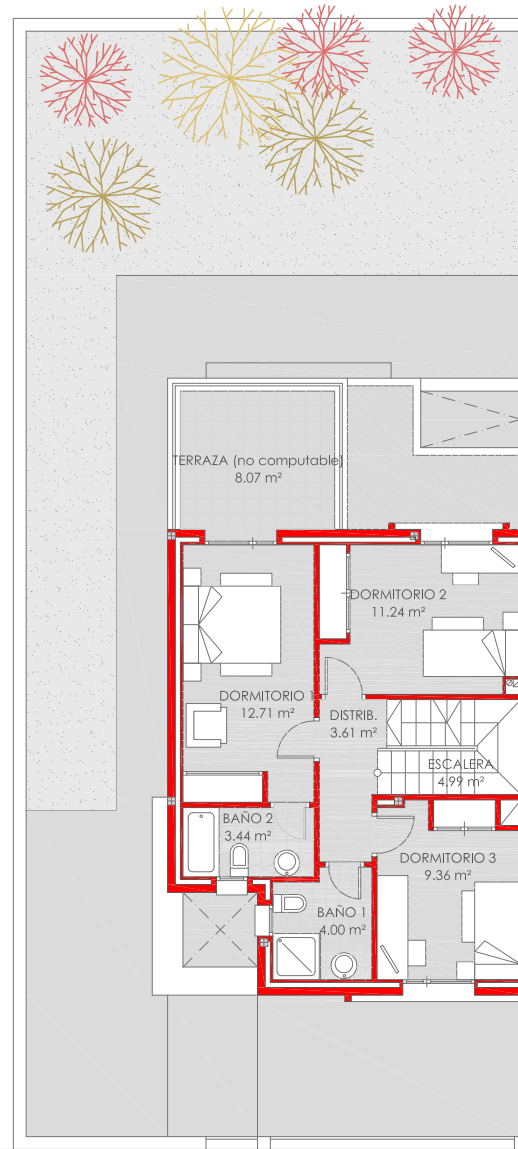 TERRAZA (no computable)
8.07 m²
DORMITORIO 2
11.24 m²
DORMITORIO 1
12.71 m²
DISTRIB.
3.61 m²
ESCALERA
4.99 m²
BAÑO 2
3.44 m²
DORMITORIO 3
9.36 m²
BAÑO 1
4.00 m²